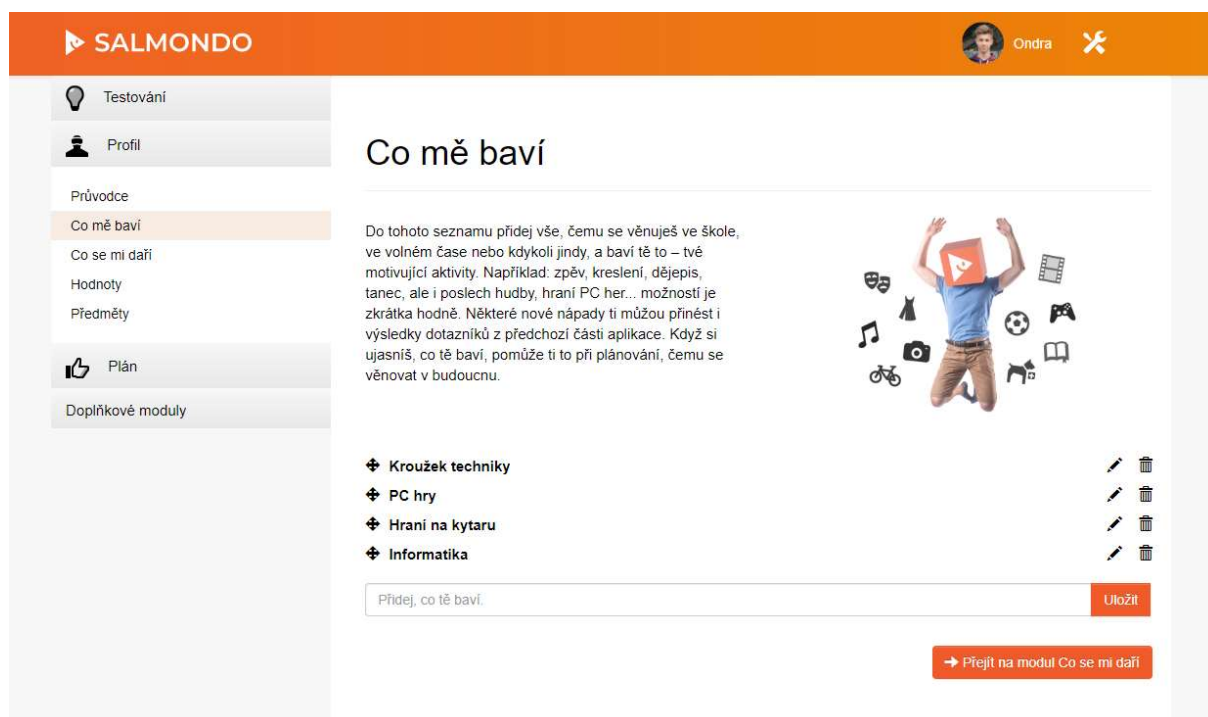 SALMONDO
Ondra
Testování
Profil
Průvodce
Co mě baví
Co se mi daří
Hodnoty
Předměty
Plán
Doplňkové moduly
Co mě baví
Do tohoto seznamu přidej vše, čemu se věnuješ ve škole,
ve volném čase nebo kdykoli jindy, a baví tě to – tvé
motivující aktivity. Například: zpěv, kreslení, dějepis,
tanec, ale i poslech hudby, hraní PC her... možností je
zkrátka hodně. Některé nové nápady ti můžou přinést i
výsledky dotazníků z předchozí části aplikace. Když si
ujasníš, co tě baví, pomůže ti to při plánování, čemu se
věnovat v budoucnu.
Kroužek techniky
PC hry
Hraní na kytaru
Informatika
Přidej, co tě baví.
Uložit
Přejít na modul Co se mi daří